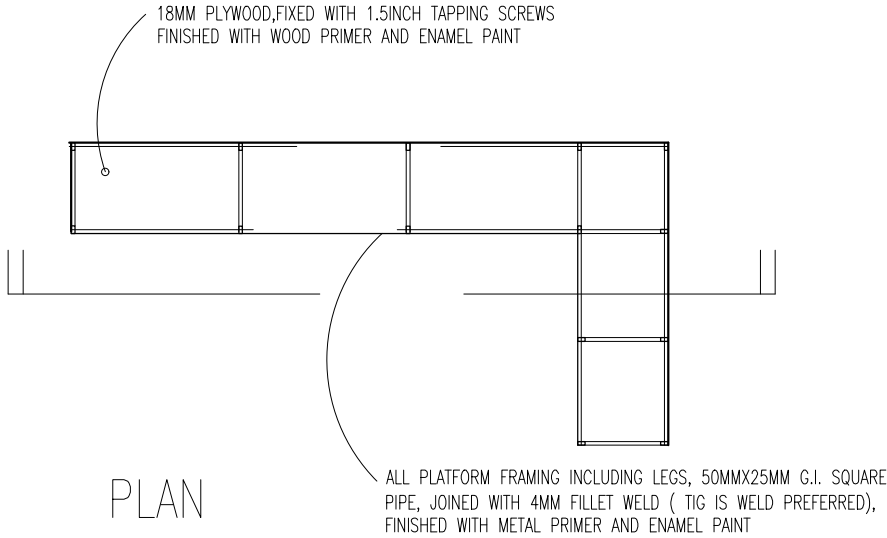 18MM PLYWOOD,FIXED WITH 1.5INCH TAPPING SCREWS
FINISHED WITH WOOD PRIMER AND ENAMEL PAINT
ALL PLATFORM FRAMING INCLUDING LEGS, 50MMX25MM G.I. SQUARE
PIPE, JOINED WITH 4MM FILLET WELD ( TIG IS WELD PREFERRED),
FINISHED WITH METAL PRIMER AND ENAMEL PAINT
PLAN